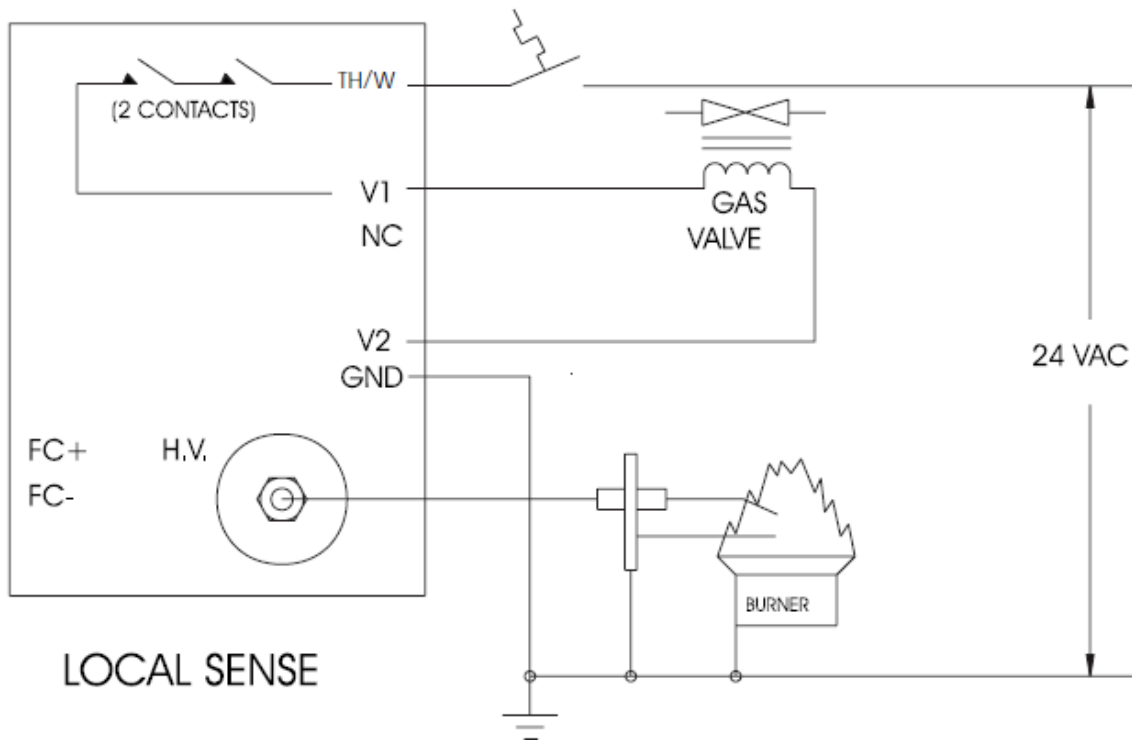 TH/W
(2 CONTACTS)
V1
GAS
NC
VALVE
V2
24 VAC
GND
FC+
H.V.
FC-
BURNER
LOCAL SENSE